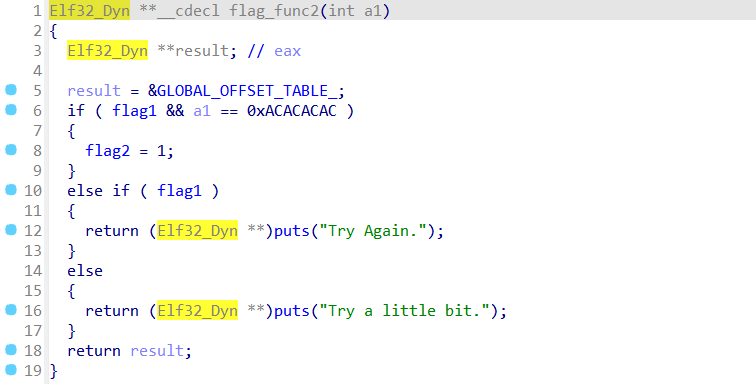 1 Elf32_Dyn **__cdecl flag_func2(int a1)
2 {
3   Elf32_Dyn **result; // eax
4
5   result = &GLOBAL_OFFSET_TABLE_;
6   if ( flag1 && a1 == 0xACACACAC )
7   {
8     flag2 = 1;
9   }
10   else if ( flag1 )
11   {
12     return (Elf32_Dyn **)puts("Try Again.");
13   }
14   else
15   {
16     return (Elf32_Dyn **)puts("Try a little bit.");
17   }
18   return result;
19 }